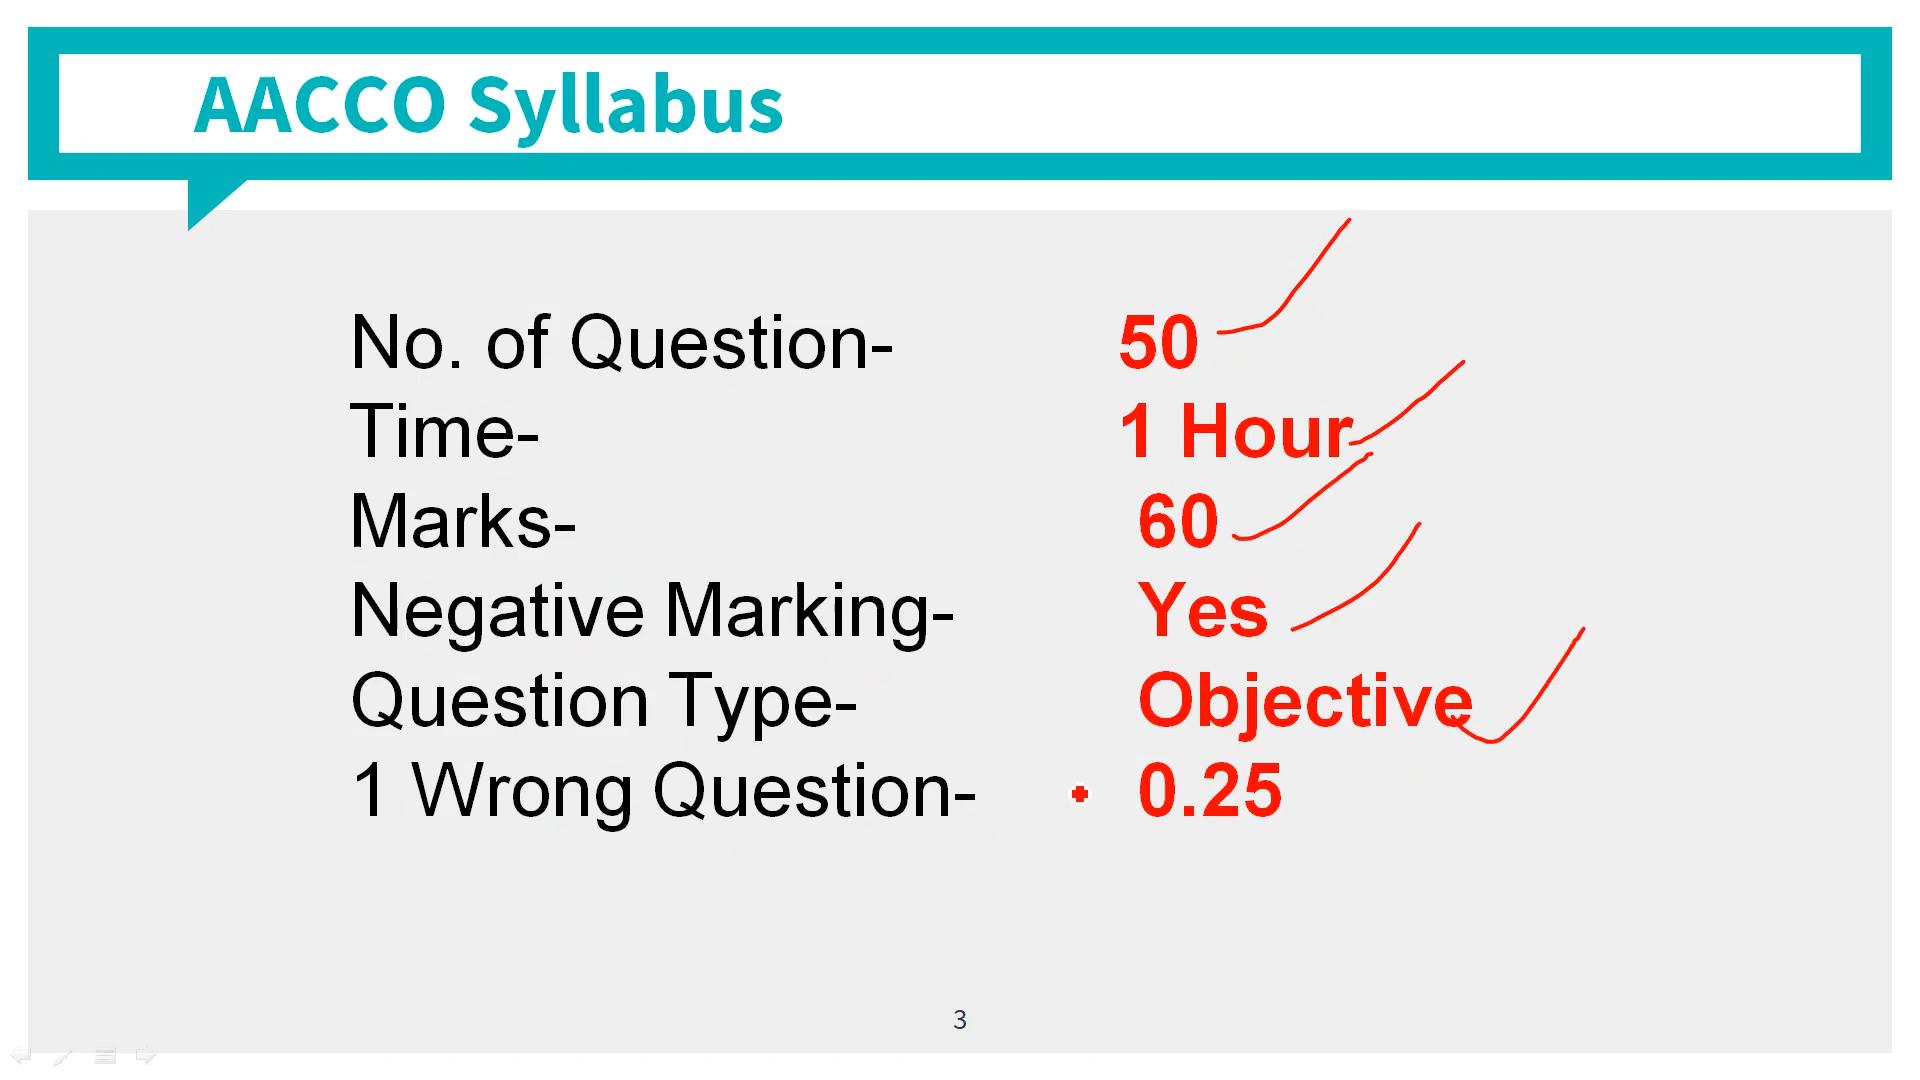 AACCO Syllabus
No. of Question- 50
Time- 1 Hour
Marks- 60
Negative Marking- Yes
Question Type- Objective
1 Wrong Question- 0.25
3